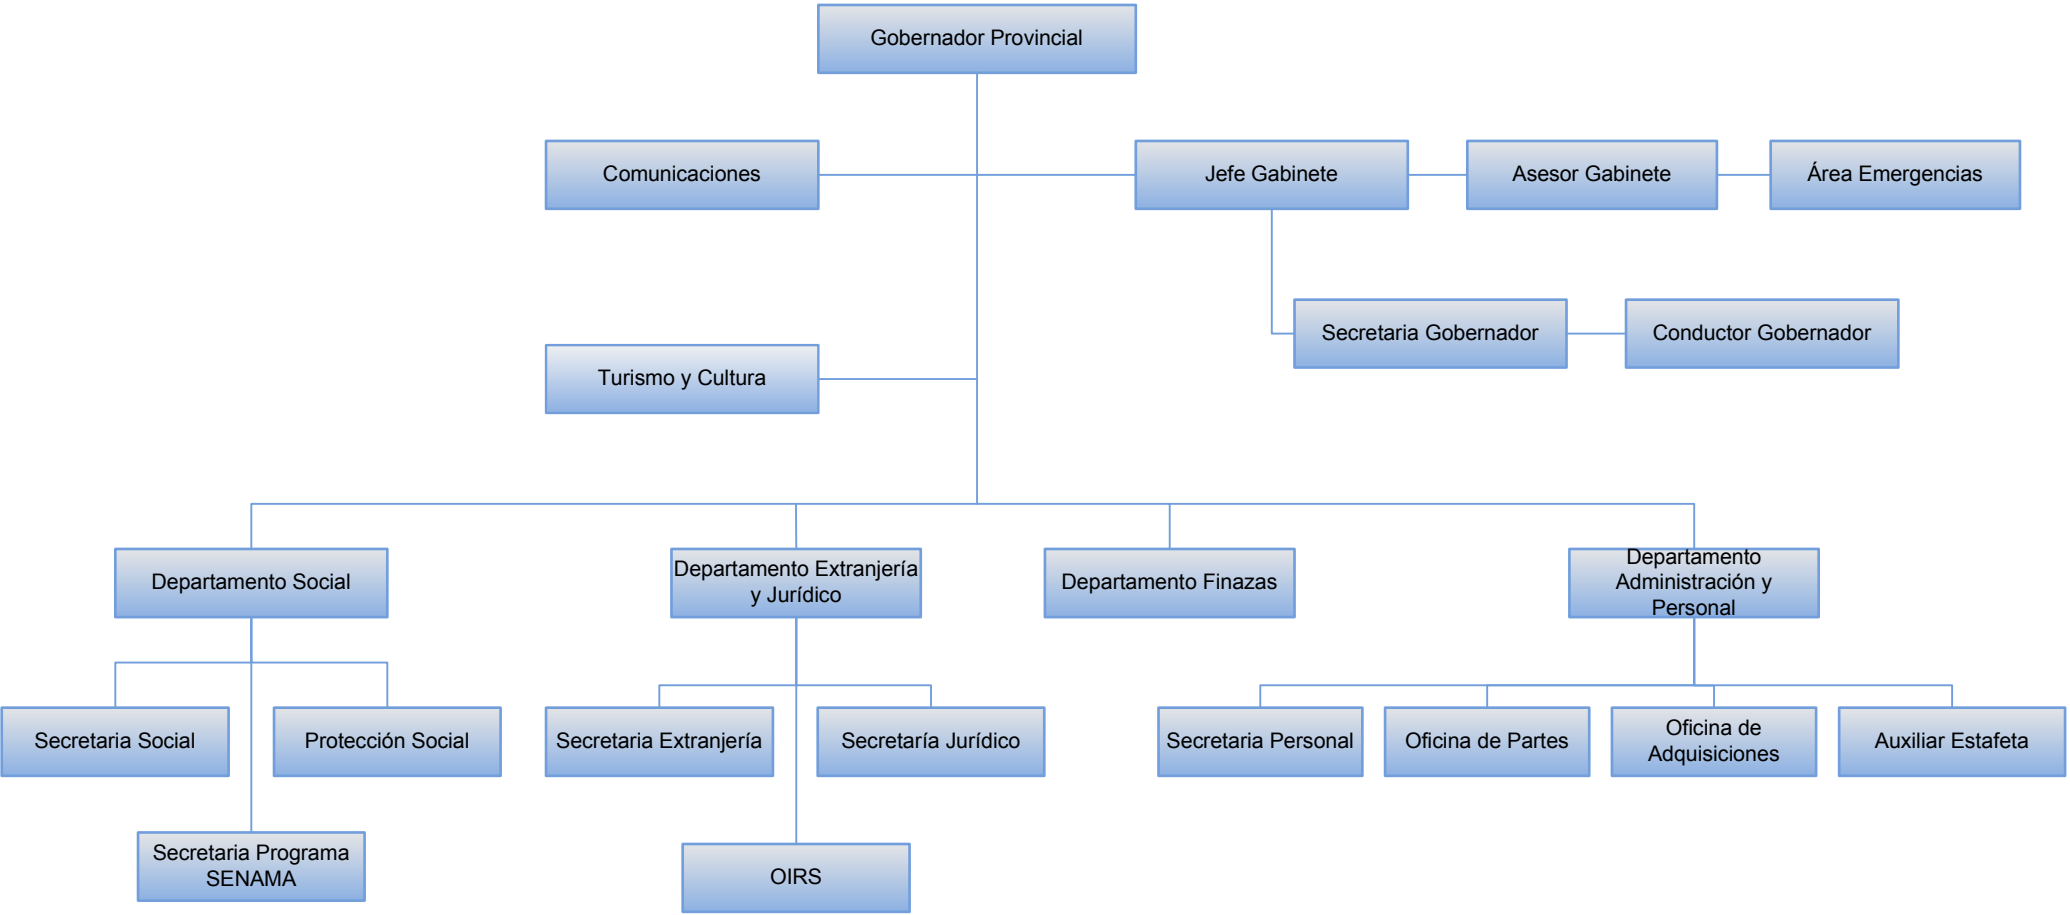 Gobernador Provincial
Comunicaciones
Jefe Gabinete
Asesor Gabinete
Área Emergencias
Secretaria Gobernador
Conductor Gobernador
Turismo y Cultura
Departamento Social
Departamento Extranjería
y Jurídico
Departamento Finazas
Departamento
Administración y
Personal
Secretaria Social
Protección Social
Secretaria Extranjería
Secretaría Jurídico
Secretaria Personal
Oficina de Partes
Oficina de
Adquisiciones
Auxiliar Estafeta
Secretaria Programa
SENAMA
OIRS